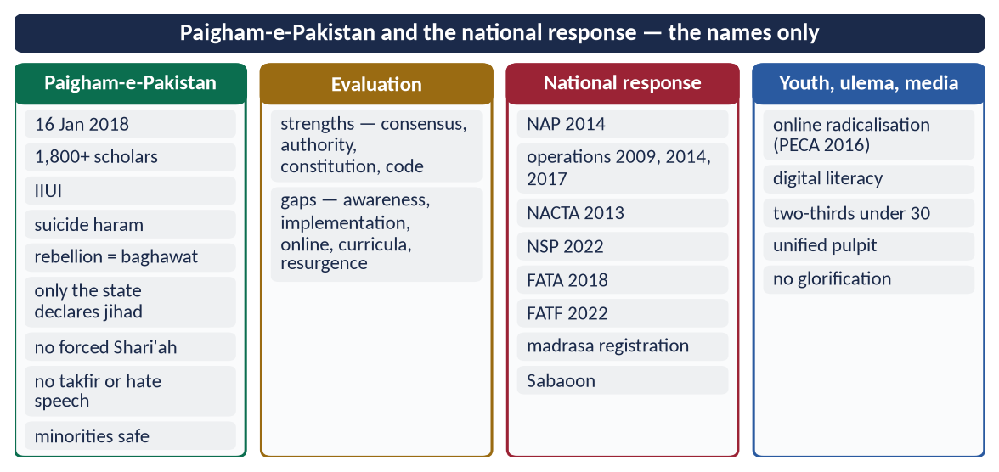 Paigham-e-Pakistan and the national response — the names only
Paigham-e-Pakistan
16 Jan 2018
1,800+ scholars
IIUI
suicide haram
rebellion = baghawat
only the state
declares jihad
no forced Shari'ah
no takfir or hate
speech
minorities safe
Evaluation
strengths — consensus,
authority,
constitution, code
gaps — awareness,
implementation,
online, curricula,
resurgence
National response
NAP 2014
operations 2009, 2014,
2017
NACTA 2013
NSP 2022
FATA 2018
FATF 2022
madrasa registration
Sabaoon
Youth, ulema, media
online radicalisation
(PECA 2016)
digital literacy
two-thirds under 30
unified pulpit
no glorification